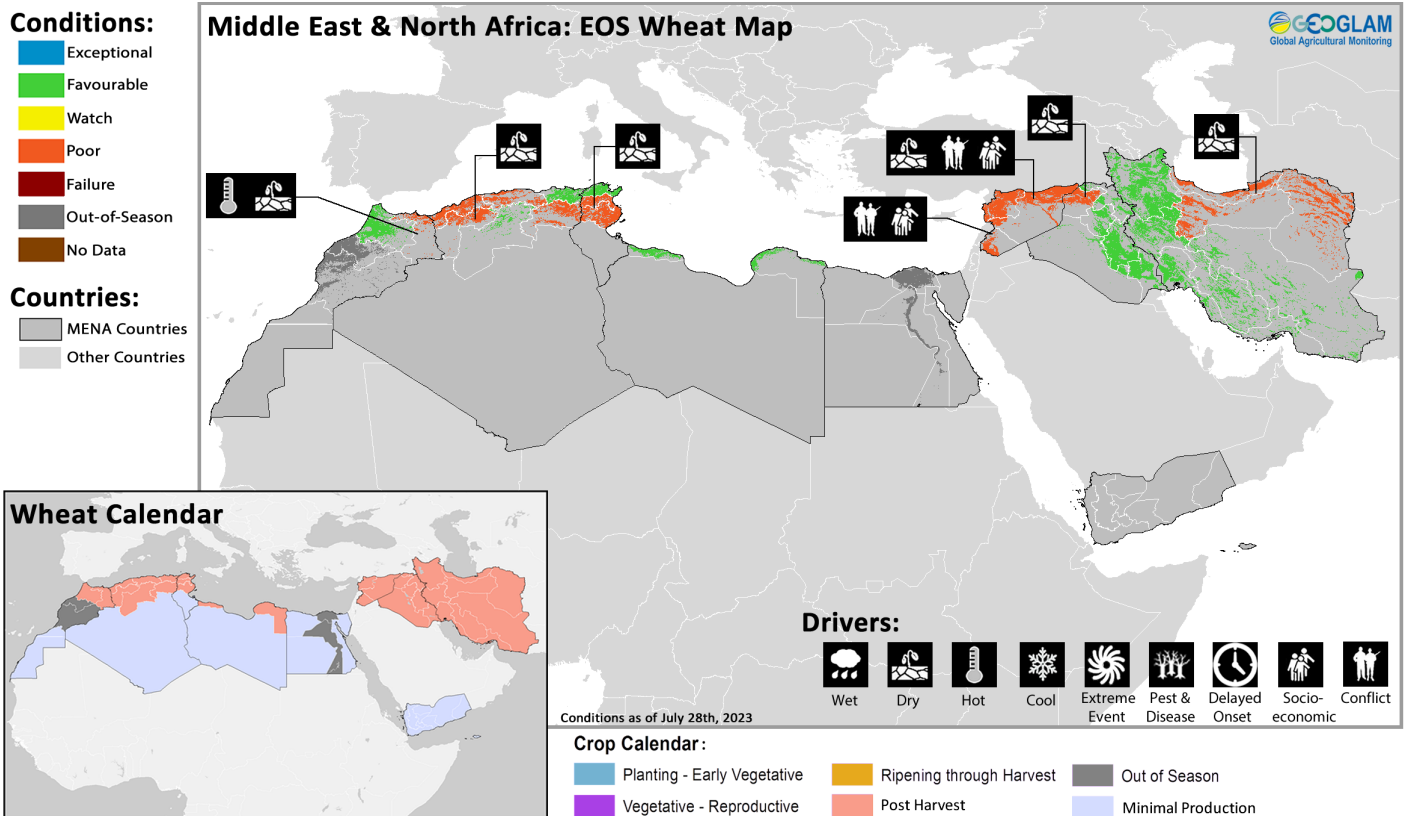 Conditions:
Exceptional
Favourable
Watch
Poor
Failure
Out-of-Season
No Data
Countries:
MENA Countries
Other Countries
Middle East & North Africa: EOS Wheat Map
GEOGLAM
Global Agricultural Monitoring
Wheat Calendar
Drivers:
Wet
Dry
Hot
Cool
Extreme
Event
Pest &
Disease
Delayed
Onset
Socio-
economic
Conflict
Conditions as of July 28th, 2023
Crop Calendar:
Planting - Early Vegetative
Ripening through Harvest
Out of Season
Vegetative - Reproductive
Post Harvest
Minimal Production